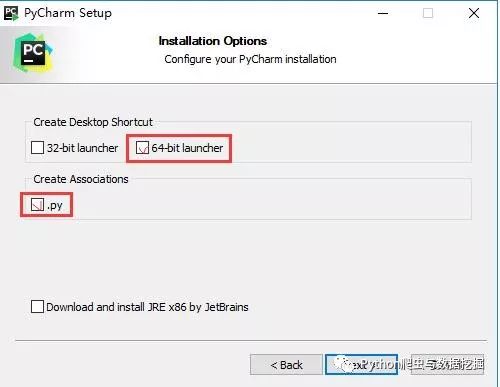 PyCharm Setup
PC
Installation Options
Configure your PyCharm installation
Create Desktop Shortcut
32-bit launcher
64-bit launcher
Create Associations
.py
Download and install JRE x86 by JetBrains
< Back
Python爬虫与数据挖掘